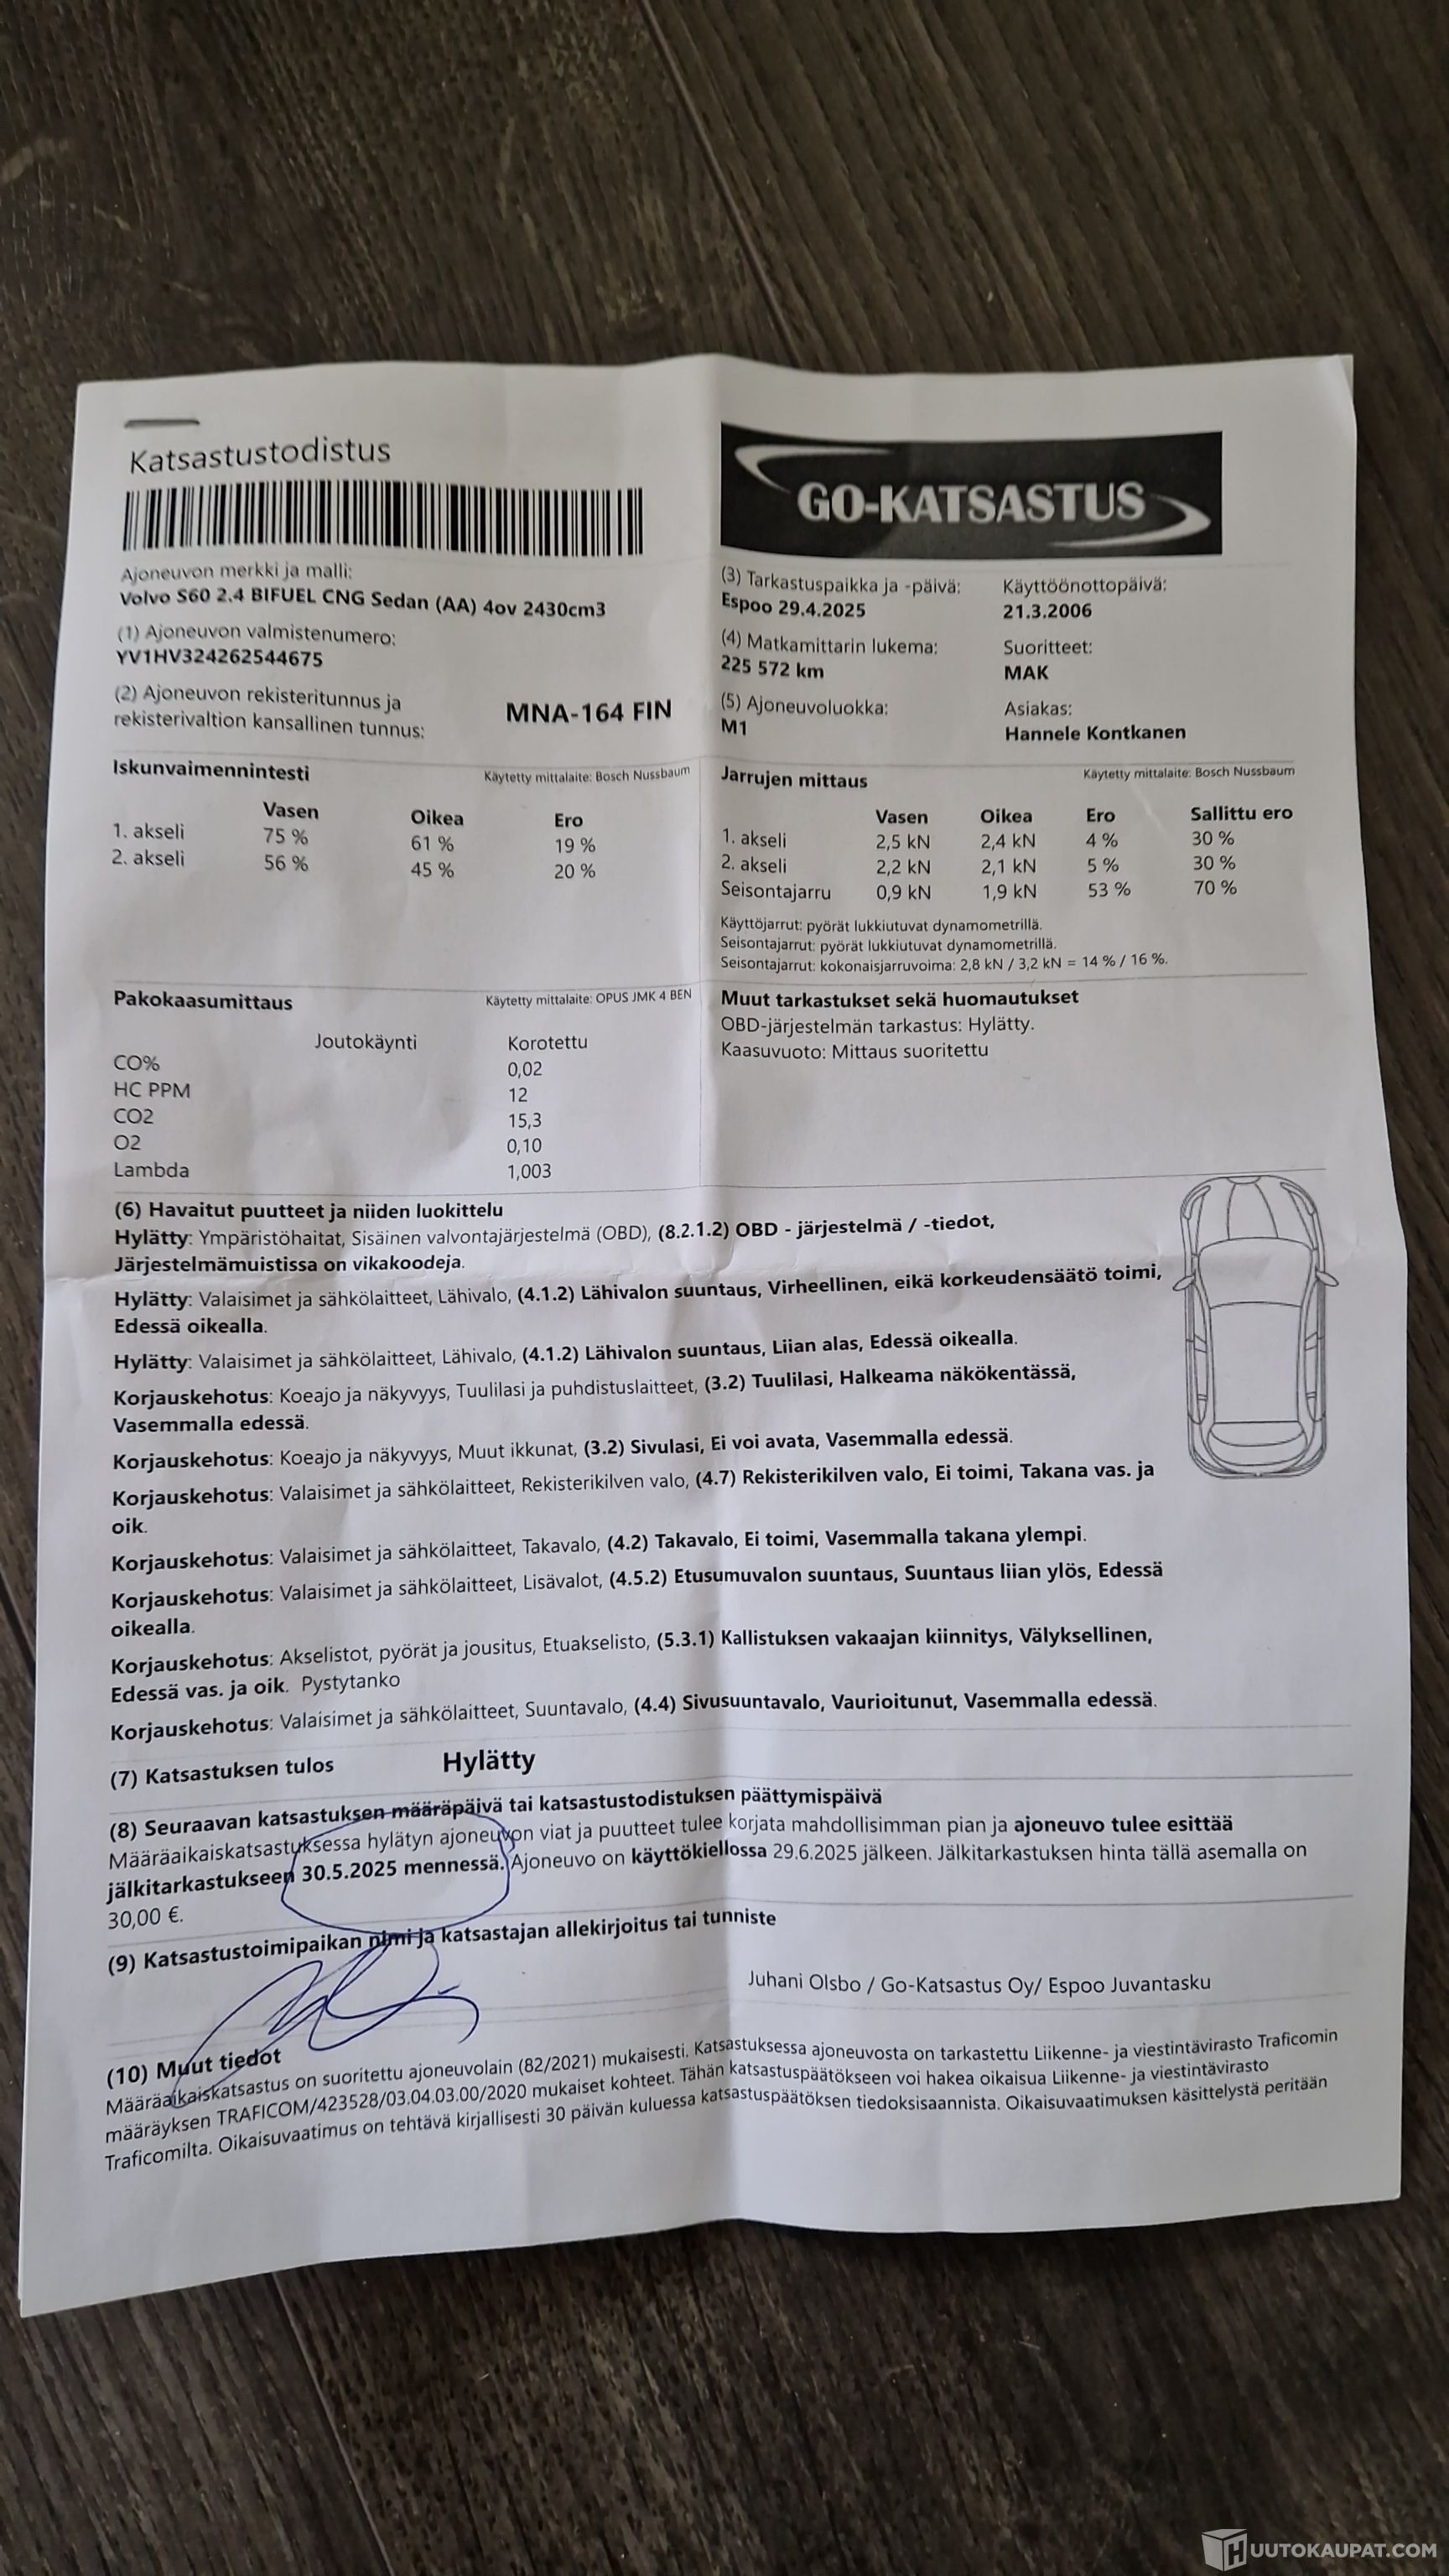 Katsastustodistus
GO-KATSASTUS
Ajoneuvon merkki ja malli:
Volvo S60 2.4 BIFUEL CNG Sedan (AA) 4ov 2430cm3
(1) Ajoneuvon valmistenumero:
YV1HV324262544675
(2) Ajoneuvon rekisteritunnus ja
rekisterivaltion kansallinen tunnus:
MNA-164 FIN
(3) Tarkastuspaikka ja -päivä:
Espoo 29.4.2025
Käyttöönottopäivä:
21.3.2006
(4) Matkamittarin lukema:
225 572 km
Suoritteet:
MAK
(5) Ajoneuvoluokka:
M1
Asiakas:
Hannele Kontkanen
Iskunvaimennintesti Käytetty mittalaite: Bosch Nussbaum
Vasen Oikea Ero
1. akseli 75 % 61 % 19 %
2. akseli 56 % 45 % 20 %
Jarrujen mittaus Käytetty mittalaite: Bosch Nussbaum
Vasen Oikea Ero Sallittu ero
1. akseli 2,5 kN 2,4 kN 4 % 30 %
2. akseli 2,2 kN 2,1 kN 5 % 30 %
Seisontajarru 0,9 kN 1,9 kN 53 % 70 %
Käyttöjarrut: pyörät lukkiutuvat dynamometrillä.
Seisontajarrut: pyörät lukkiutuvat dynamometrillä.
Seisontajarrut: kokonaisjarruvoima: 2,8 kN / 3,2 kN = 14 % / 16 %.
Pakokaasumittaus Käytetty mittalaite: OPUS JMK 4 BEN
Joutokäynti Korotettu
CO% 0,02
HC PPM 12
CO2 15,3
O2 0,10
Lambda 1,003
Muut tarkastukset sekä huomautukset
OBD-järjestelmän tarkastus: Hylätty.
Kaasuvuoto: Mittaus suoritettu
(6) Havaitut puutteet ja niiden luokittelu
Hylätty: Ympäristöhaitat, Sisäinen valvontajärjestelmä (OBD), (8.2.1.2) OBD - järjestelmä / -tiedot,
Järjestelmämuistissa on vikakoodeja.
Hylätty: Valaisimet ja sähkölaitteet, Lähivalo, (4.1.2) Lähivalon suuntaus, Virheellinen, eikä korkeudensäätö toimi,
Edessä oikealla.
Hylätty: Valaisimet ja sähkölaitteet, Lähivalo, (4.1.2) Lähivalon suuntaus, Liian alas, Edessä oikealla.
Korjauskehotus: Koeajo ja näkyvyys, Tuulilasi ja puhdistuslaitteet, (3.2) Tuulilasi, Halkeama näkökentässä,
Vasemmalla edessä.
Korjauskehotus: Koeajo ja näkyvyys, Muut ikkunat, (3.2) Sivulasi, Ei voi avata, Vasemmalla edessä.
Korjauskehotus: Valaisimet ja sähkölaitteet, Rekisterikilven valo, (4.7) Rekisterikilven valo, Ei toimi, Takana vas. ja
oik.
Korjauskehotus: Valaisimet ja sähkölaitteet, Takavalo, (4.2) Takavalo, Ei toimi, Vasemmalla takana ylempi.
Korjauskehotus: Valaisimet ja sähkölaitteet, Lisävalot, (4.5.2) Etusumuvalon suuntaus, Suuntaus liian ylös, Edessä
oikealla.
Korjauskehotus: Akselistot, pyörät ja jousitus, Etuakselisto, (5.3.1) Kallistuksen vakaajan kiinnitys, Välyksellinen,
Edessä vas. ja oik. Pystytanko
Korjauskehotus: Valaisimet ja sähkölaitteet, Suuntavalo, (4.4) Sivusuuntavalo, Vaurioitunut, Vasemmalla edessä.
(7) Katsastuksen tulos Hylätty
(8) Seuraavan katsastuksen määräpäivä tai katsastustodistuksen päättymispäivä
Määräaikaiskatsastuksessa hylätyn ajoneuvon viat ja puutteet tulee korjata mahdollisimman pian ja ajoneuvo tulee esittää
jälkitarkastukseen 30.5.2025 mennessä. Ajoneuvo on käyttökiellossa 29.6.2025 jälkeen. Jälkitarkastuksen hinta tällä asemalla on
30,00 €.
(9) Katsastustoimipaikan nimi ja katsastajan allekirjoitus tai tunniste
Juhani Olsbo / Go-Katsastus Oy/ Espoo Juvantasku
(10) Muut tiedot
Määräaikaiskatsastus on suoritettu ajoneuvolain (82/2021) mukaisesti. Katsastuksessa ajoneuvosta on tarkastettu Liikenne- ja viestintävirasto Traficomin
määräyksen TRAFICOM/423528/03.04.03.00/2020 mukaiset kohteet. Tähän katsastuspäätökseen voi hakea oikaisua Liikenne- ja viestintävirasto
Traficomilta. Oikaisuvaatimus on tehtävä kirjallisesti 30 päivän kuluessa katsastuspäätöksen tiedoksisaannista. Oikaisuvaatimuksen käsittelystä peritään
HUUTOKAUPAT.COM